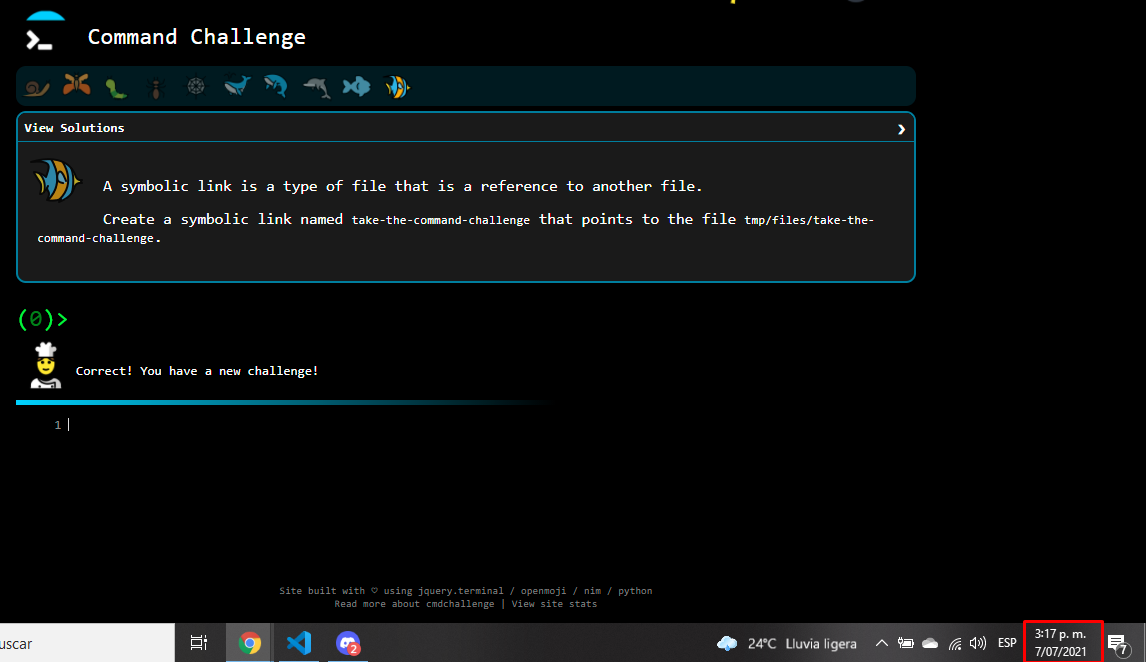 Command Challenge
View Solutions
A symbolic link is a type of file that is a reference to another file.
Create a symbolic link named take-the-command-challenge that points to the file tmp/files/take-the-
command-challenge.
(0)>
Correct! You have a new challenge!
1
Site built with ♡ using jquery.terminal / openmoji / nim / python
Read more about cmdchallenge | View site stats
uscar
2
24°C Lluvia ligera
ESP
3:17 p. m.
7/07/2021
7